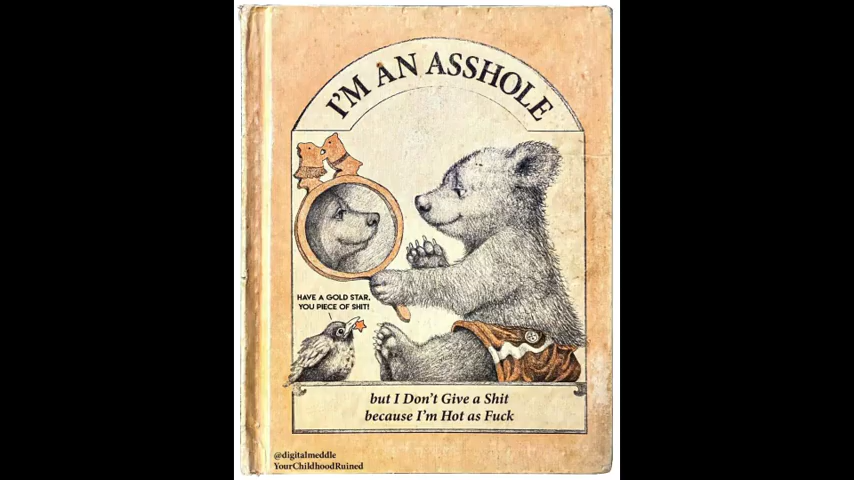 I'M AN ASSHOLE
HAVE A GOLD STAR,
YOU PIECE OF SHIT!
but I Don't Give a Shit
because I'm Hot as Fuck
@digitalmeddle
YourChildhoodRuined